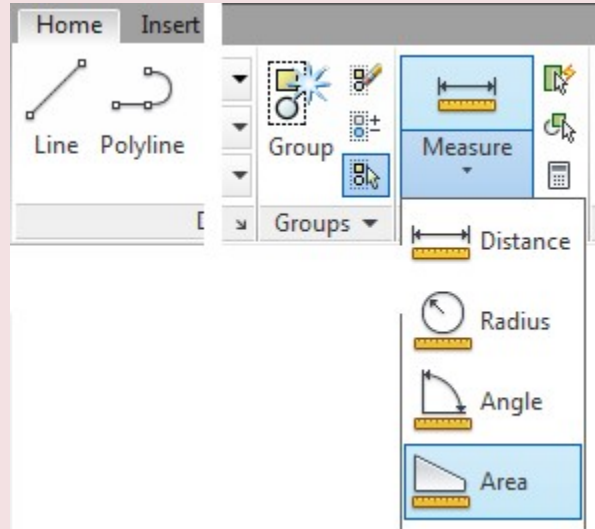 Home Insert
Line Polyline
Group
Measure
Groups
Distance
Radius
Angle
Area